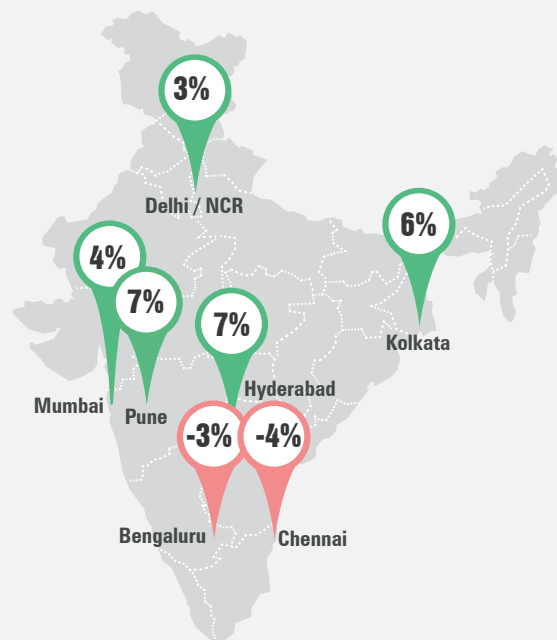 3%
Delhi / NCR
6%
4%
7%
7%
Kolkata
Hyderabad
Mumbai
Pune
-3%
-4%
Bengaluru
Chennai